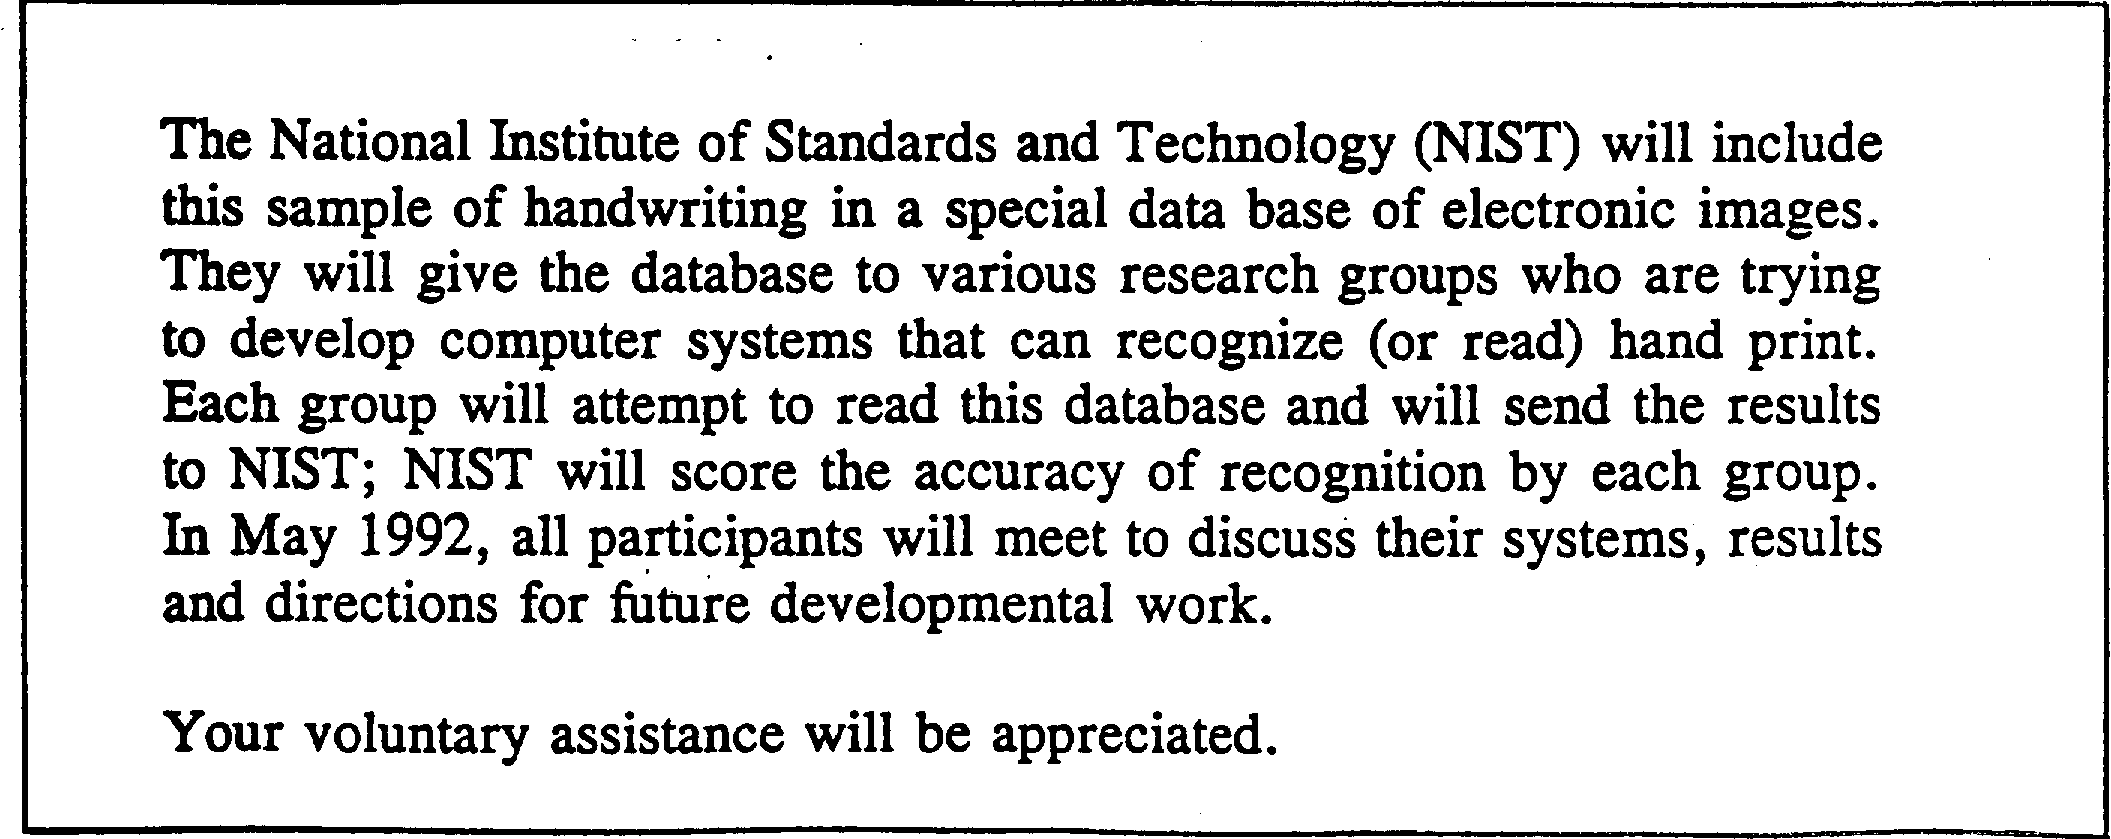 The National Institute of Standards and Technology (NIST) will include
this sample of handwriting in a special data base of electronic images.
They will give the database to various research groups who are trying
to develop computer systems that can recognize (or read) hand print.
Each group will attempt to read this database and will send the results
to NIST; NIST will score the accuracy of recognition by each group.
In May 1992, all participants will meet to discuss their systems, results
and directions for future developmental work.
Your voluntary assistance will be appreciated.